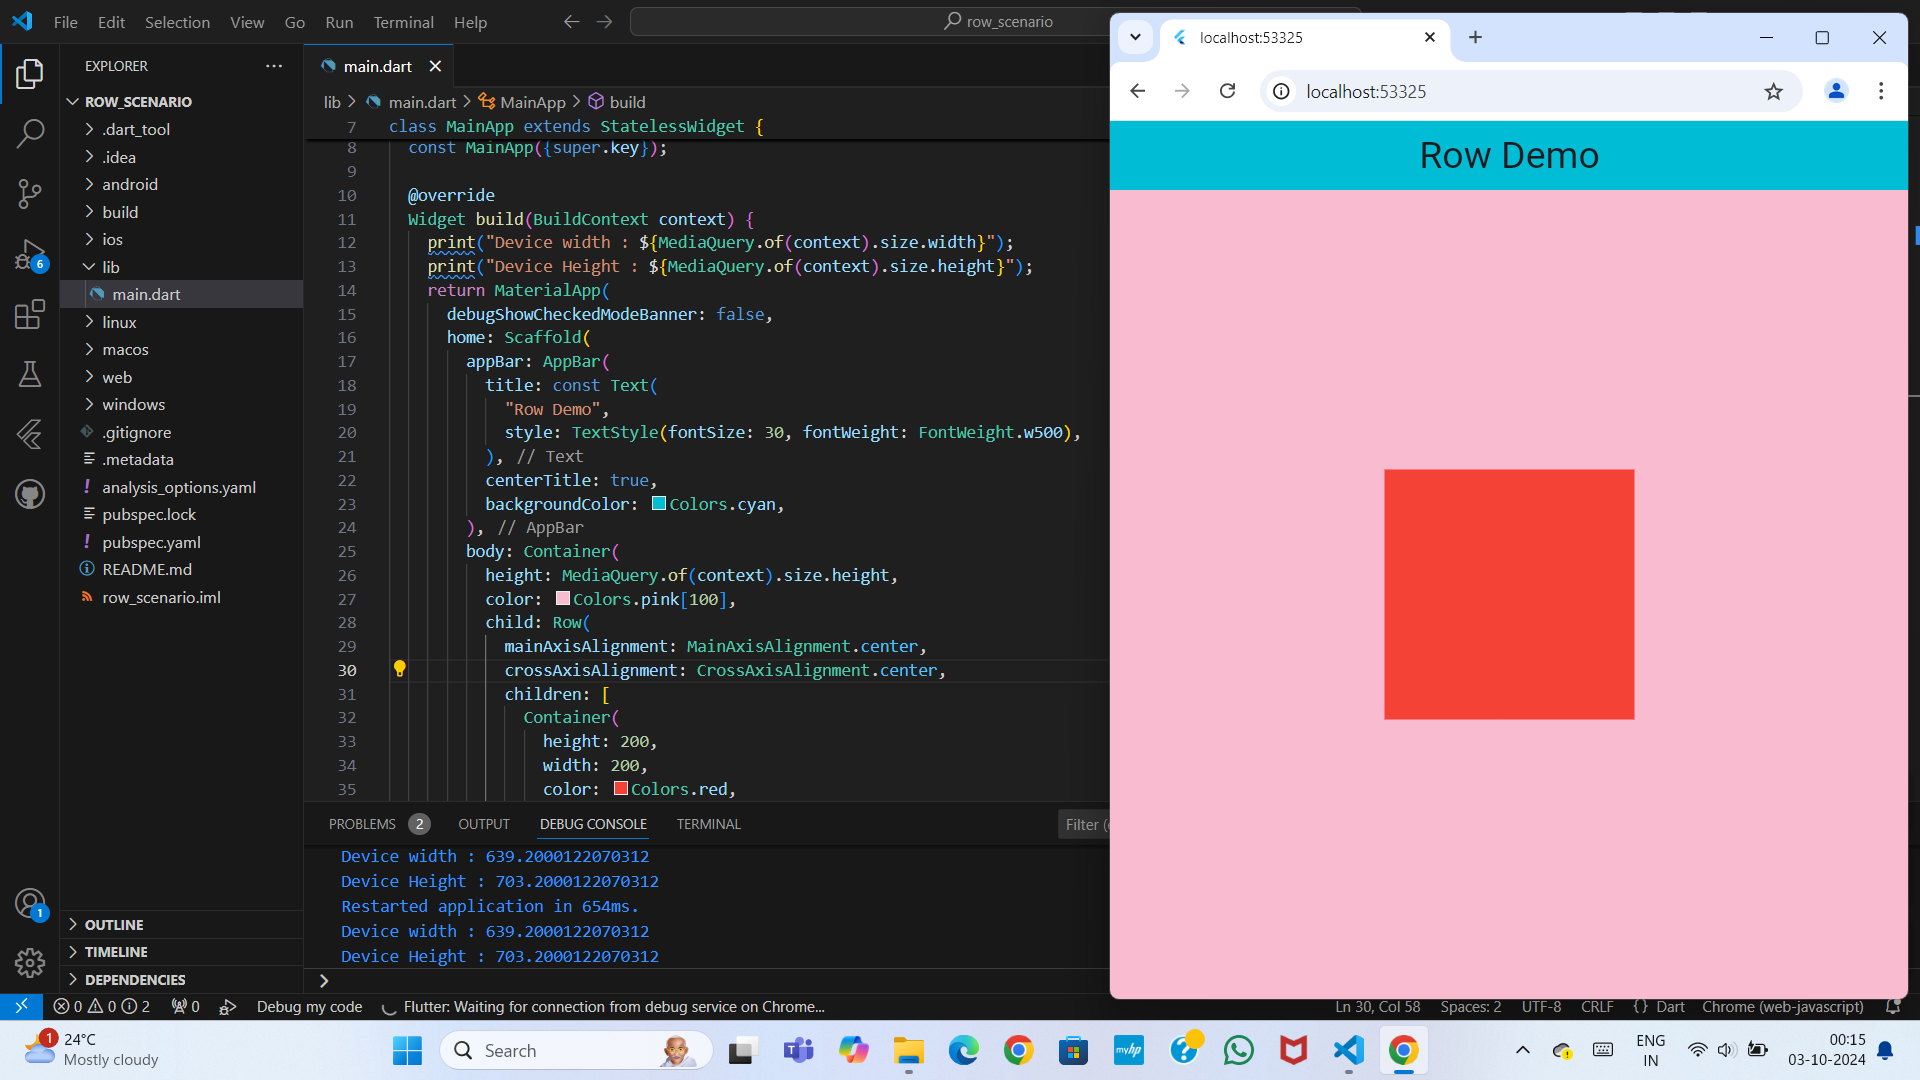 File Edit Selection View Go Run Terminal Help
row_scenario
EXPLORER
ROW_SCENARIO
.dart_tool
.idea
android
build
ios
lib
main.dart
linux
macos
web
windows
.gitignore
.metadata
analysis_options.yaml
pubspec.lock
pubspec.yaml
README.md
row_scenario.iml
OUTLINE
TIMELINE
DEPENDENCIES
6
1
main.dart
lib > main.dart > MainApp > build
7 class MainApp extends StatelessWidget {
8 const MainApp({super.key});
9
10 @override
11 Widget build(BuildContext context) {
12 print("Device width : ${MediaQuery.of(context).size.width}");
13 print("Device Height : ${MediaQuery.of(context).size.height}");
14 return MaterialApp(
15 debugShowCheckedModeBanner: false,
16 home: Scaffold(
17 appBar: AppBar(
18 title: const Text(
19 "Row Demo",
20 style: TextStyle(fontSize: 30, fontWeight: FontWeight.w500),
21 ), // Text
22 centerTitle: true,
23 backgroundColor: Colors.cyan,
24 ), // AppBar
25 body: Container(
26 height: MediaQuery.of(context).size.height,
27 color: Colors.pink[100],
28 child: Row(
29 mainAxisAlignment: MainAxisAlignment.center,
30 crossAxisAlignment: CrossAxisAlignment.center,
31 children: [
32 Container(
33 height: 200,
34 width: 200,
35 color: Colors.red,
PROBLEMS 2 OUTPUT DEBUG CONSOLE TERMINAL Filter (
Device width : 639.2000122070312
Device Height : 703.2000122070312
Restarted application in 654ms.
Device width : 639.2000122070312
Device Height : 703.2000122070312
localhost:53325
localhost:53325
Row Demo
0 0 2 0 Debug my code Flutter: Waiting for connection from debug service on Chrome... Ln 30, Col 58 Spaces: 2 UTF-8 CRLF {} Dart Chrome (web-javascript)
1
24°C
Mostly cloudy
Search
myhp
ENG
IN
00:15
03-10-2024